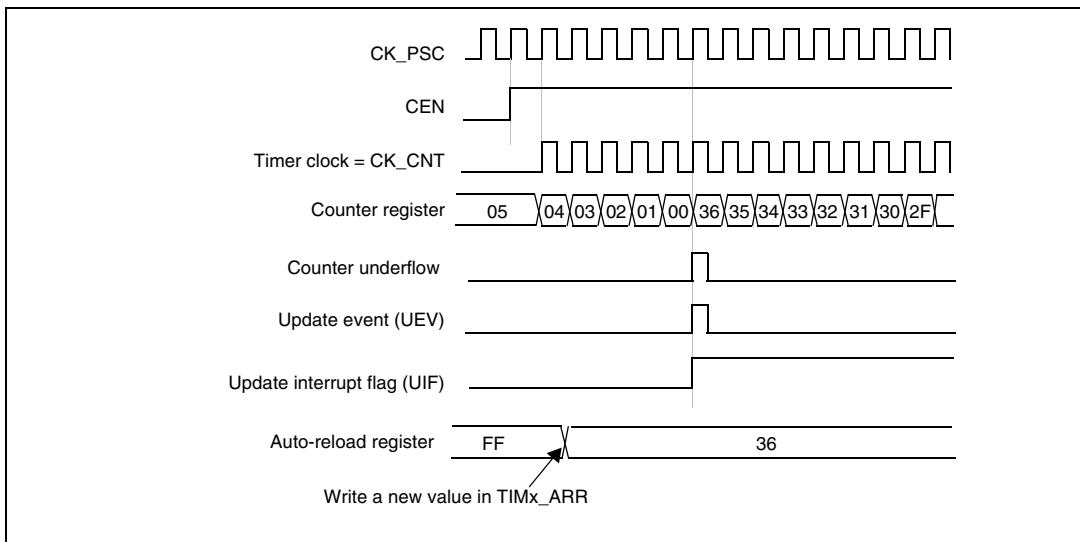 CK_PSC
CEN
Timer clock = CK_CNT
Counter register 05 04 03 02 01 00 36 35 34 33 32 31 30 2F
Counter underflow
Update event (UEV)
Update interrupt flag (UIF)
Auto-reload register FF 36
Write a new value in TIMx_ARR